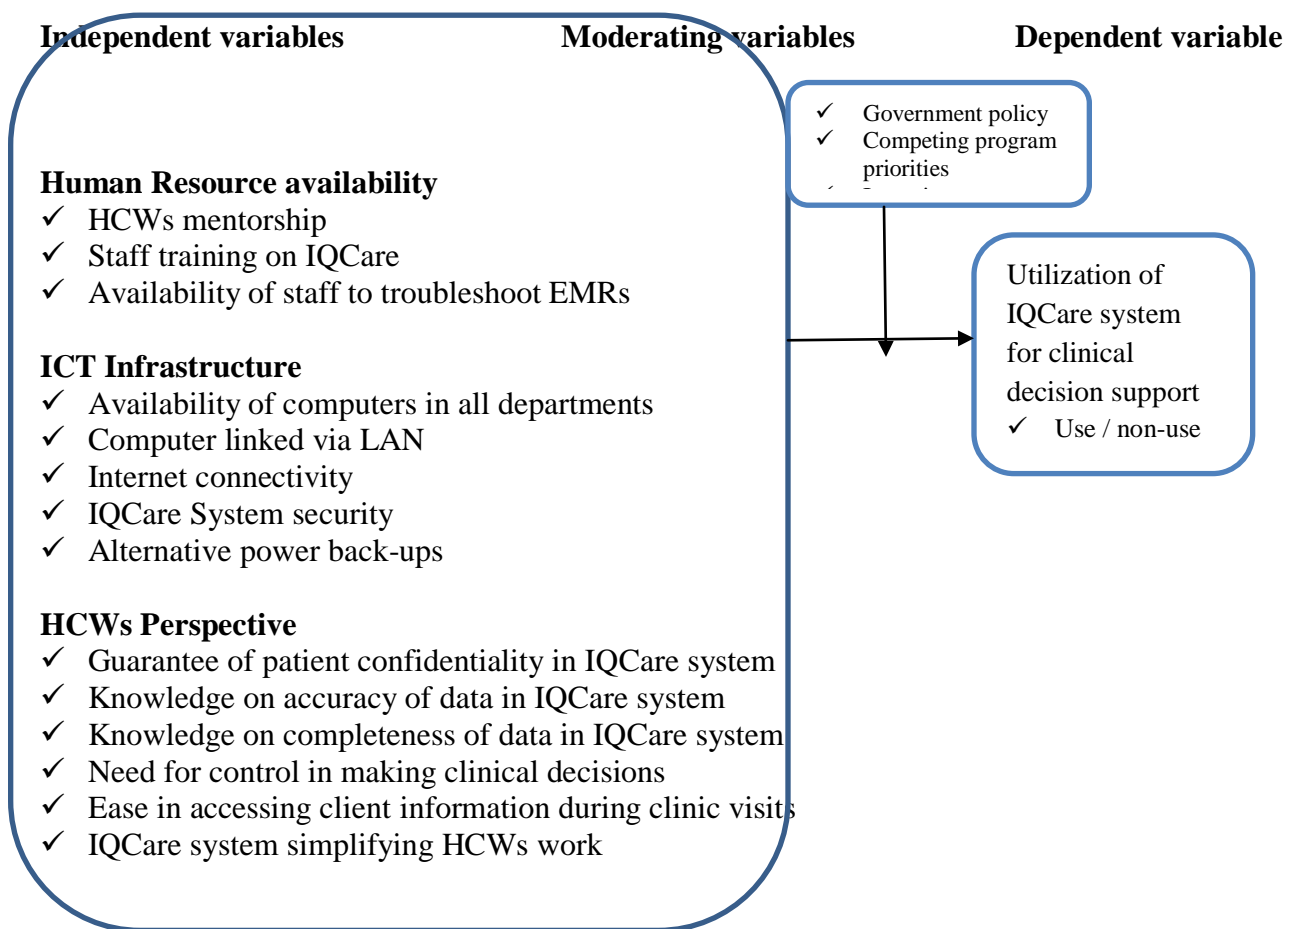 Independent variables Moderating variables Dependent variable
✓ Government policy
✓ Competing program
priorities
Human Resource availability
✓ HCWs mentorship
✓ Staff training on IQCare
✓ Availability of staff to troubleshoot EMRs
ICT Infrastructure
✓ Availability of computers in all departments
✓ Computer linked via LAN
✓ Internet connectivity
✓ IQCare System security
✓ Alternative power back-ups
HCWs Perspective
✓ Guarantee of patient confidentiality in IQCare system
✓ Knowledge on accuracy of data in IQCare system
✓ Knowledge on completeness of data in IQCare system
✓ Need for control in making clinical decisions
✓ Ease in accessing client information during clinic visits
✓ IQCare system simplifying HCWs work
Utilization of
IQCare system
for clinical
decision support
✓ Use / non-use